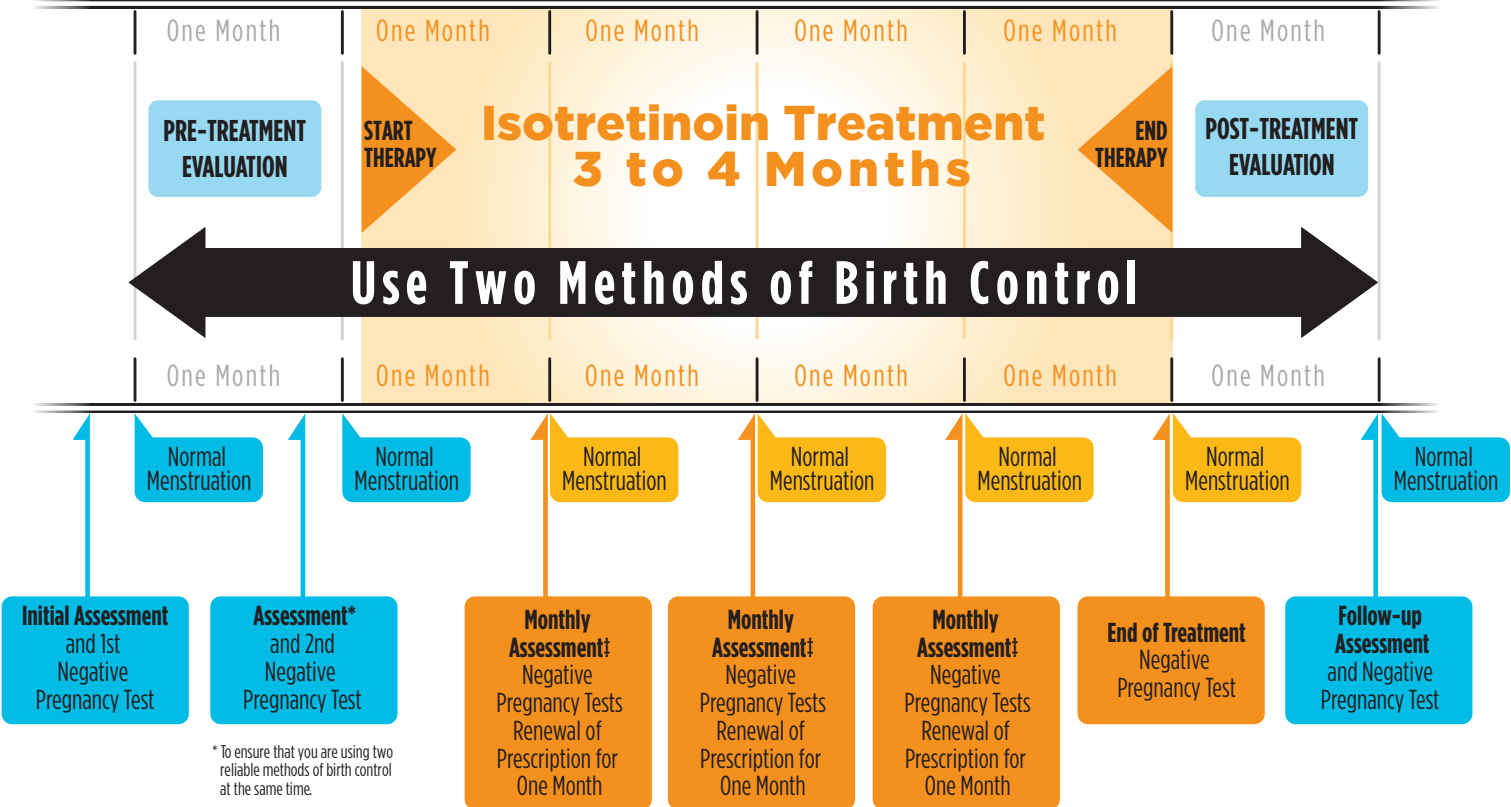 One Month One Month One Month One Month One Month One Month
PRE-TREATMENT
EVALUATION
START
THERAPY
Isotretinoin Treatment
3 to 4 Months
END
THERAPY
POST-TREATMENT
EVALUATION
Use Two Methods of Birth Control
One Month One Month One Month One Month One Month One Month
Normal
Menstruation
Normal
Menstruation
Normal
Menstruation
Normal
Menstruation
Normal
Menstruation
Normal
Menstruation
Normal
Menstruation
Initial Assessment
and 1st
Negative
Pregnancy Test
Assessment*
and 2nd
Negative
Pregnancy Test
* To ensure that you are using two
reliable methods of birth control
at the same time.
Monthly
Assessment‡
Negative
Pregnancy Tests
Renewal of
Prescription for
One Month
Monthly
Assessment‡
Negative
Pregnancy Tests
Renewal of
Prescription for
One Month
Monthly
Assessment‡
Negative
Pregnancy Tests
Renewal of
Prescription for
One Month
End of Treatment
Negative
Pregnancy Test
Follow-up
Assessment
and Negative
Pregnancy Test